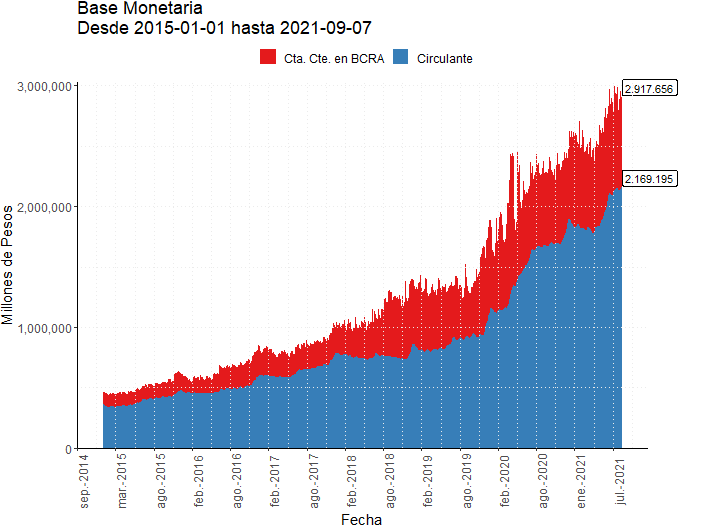 Base Monetaria
Desde 2015-01-01 hasta 2021-09-07
Cta. Cte. en BCRA
Circulante
Millones de Pesos
3,000,000
2,000,000
1,000,000
0
2.917.656
2.169.195
sep.-2014
mar.-2015
ago.-2015
feb.-2016
ago.-2016
feb.-2017
ago.-2017
feb.-2018
ago.-2018
feb.-2019
ago.-2019
feb.-2020
ago.-2020
ene.-2021
jul.-2021
Fecha